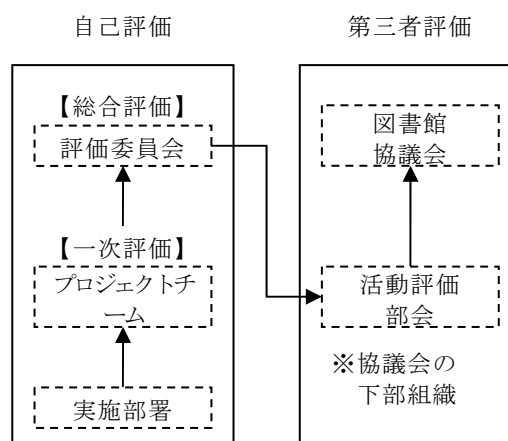 自己評価
【総合評価】
評価委員会
【一次評価】
プロジェクトチ
ーム
実施部署
第三者評価
図書館
協議会
活動評価
部会
※協議会の
下部組織